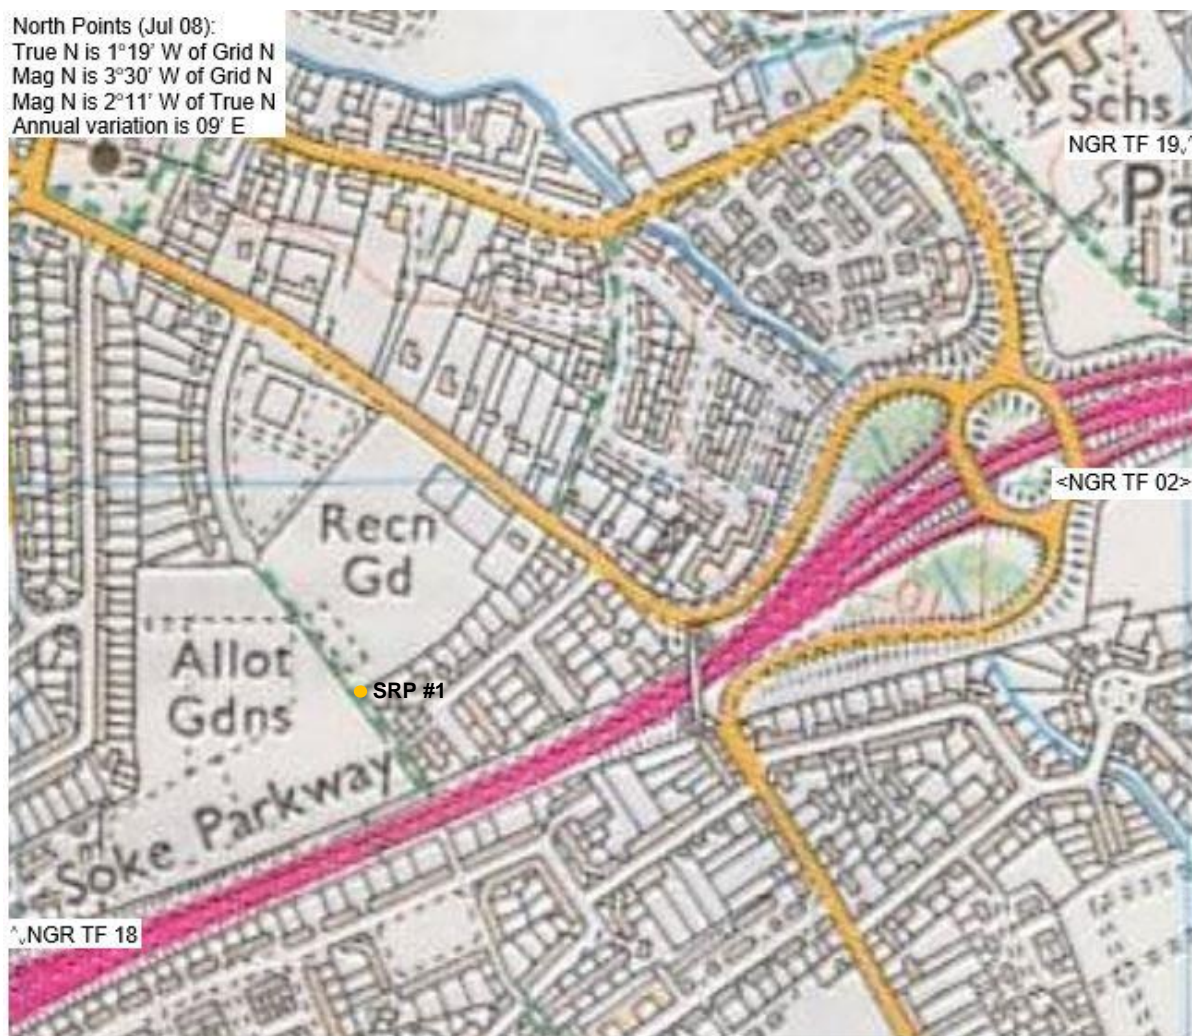 North Points (Jul 08):
True N is 1°19' W of Grid N
Mag N is 3°30' W of Grid N
Mag N is 2°11' W of True N
Annual variation is 09' E
Schs
NGR TF 19
Pa
<NGR TF 02>
Recn
Gd
Allot
Gdns
SRP #1
Soke Parkway
^v NGR TF 18